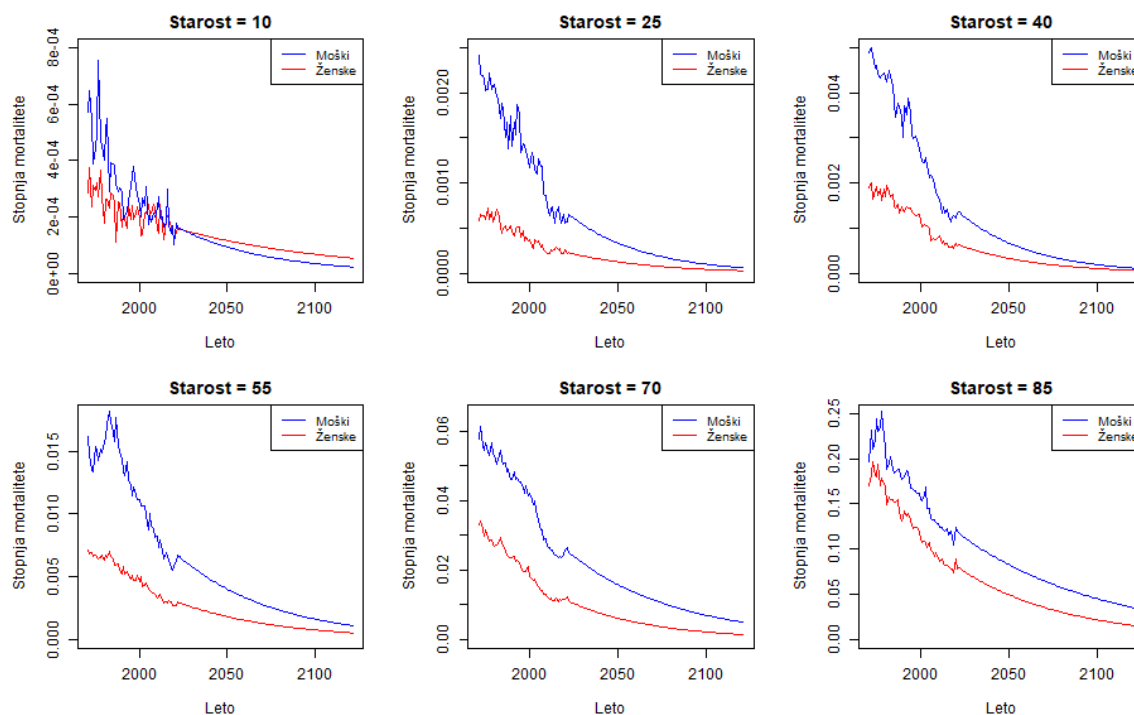 Starost = 10
Stopnja mortalitete
0e+00 2e-04 4e-04 6e-04 8e-04
Moški
Ženske
2000 2050 2100
Leto
Starost = 25
Stopnja mortalitete
0.0000 0.0010 0.0020
Moški
Ženske
2000 2050 2100
Leto
Starost = 40
Stopnja mortalitete
0.000 0.002 0.004
Moški
Ženske
2000 2050 2100
Leto
Starost = 55
Stopnja mortalitete
0.000 0.005 0.010 0.015
Moški
Ženske
2000 2050 2100
Leto
Starost = 70
Stopnja mortalitete
0.00 0.02 0.04 0.06
Moški
Ženske
2000 2050 2100
Leto
Starost = 85
Stopnja mortalitete
0.00 0.05 0.10 0.15 0.20 0.25
Moški
Ženske
2000 2050 2100
Leto